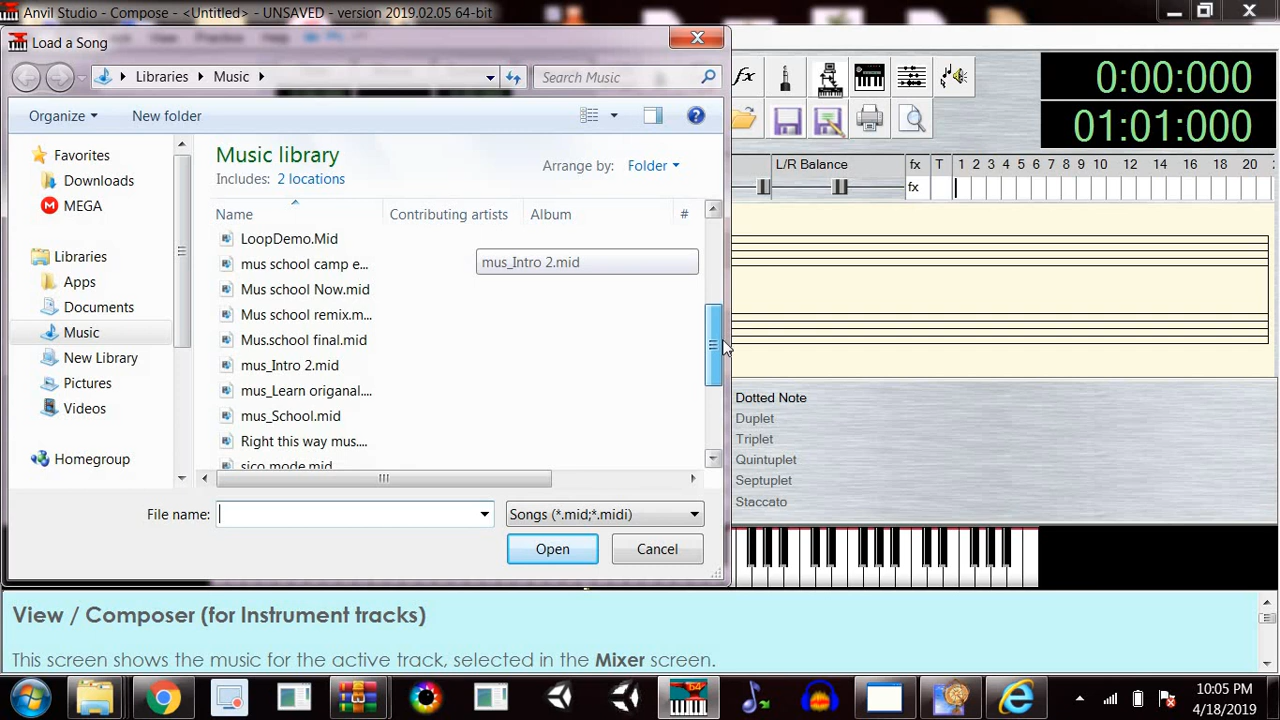 Anvil Studio - Compose - <Untitled> - UNSAVED - version 2019.02.05 64-bit
Load a Song
Libraries Music
Search Music
Organize
New folder
Music library
Includes: 2 locations
Arrange by: Folder
Name
Contributing artists
Album
#
Favorites
Downloads
MEGA
Libraries
Apps
Documents
Music
New Library
Pictures
Videos
Homegroup
LoopDemo.Mid
mus school camp e...
Mus school Now.mid
Mus school remix.m...
Mus.school final.mid
mus_Intro 2.mid
mus_Learn origanal....
mus_School.mid
Right this way mus....
sico mode.mid
mus_Intro 2.mid
File name:
Songs (*.mid;*.midi)
Open
Cancel
fx
0:00:000
01:01:000
L/R Balance
fx T 1 2 3 4 5 6 7 8 9 10 12 14 16 18 20
fx
Dotted Note
Duplet
Triplet
Quintuplet
Septuplet
Staccato
View / Composer (for Instrument tracks)
This screen shows the music for the active track, selected in the Mixer screen.
64
10:05 PM
4/18/2019